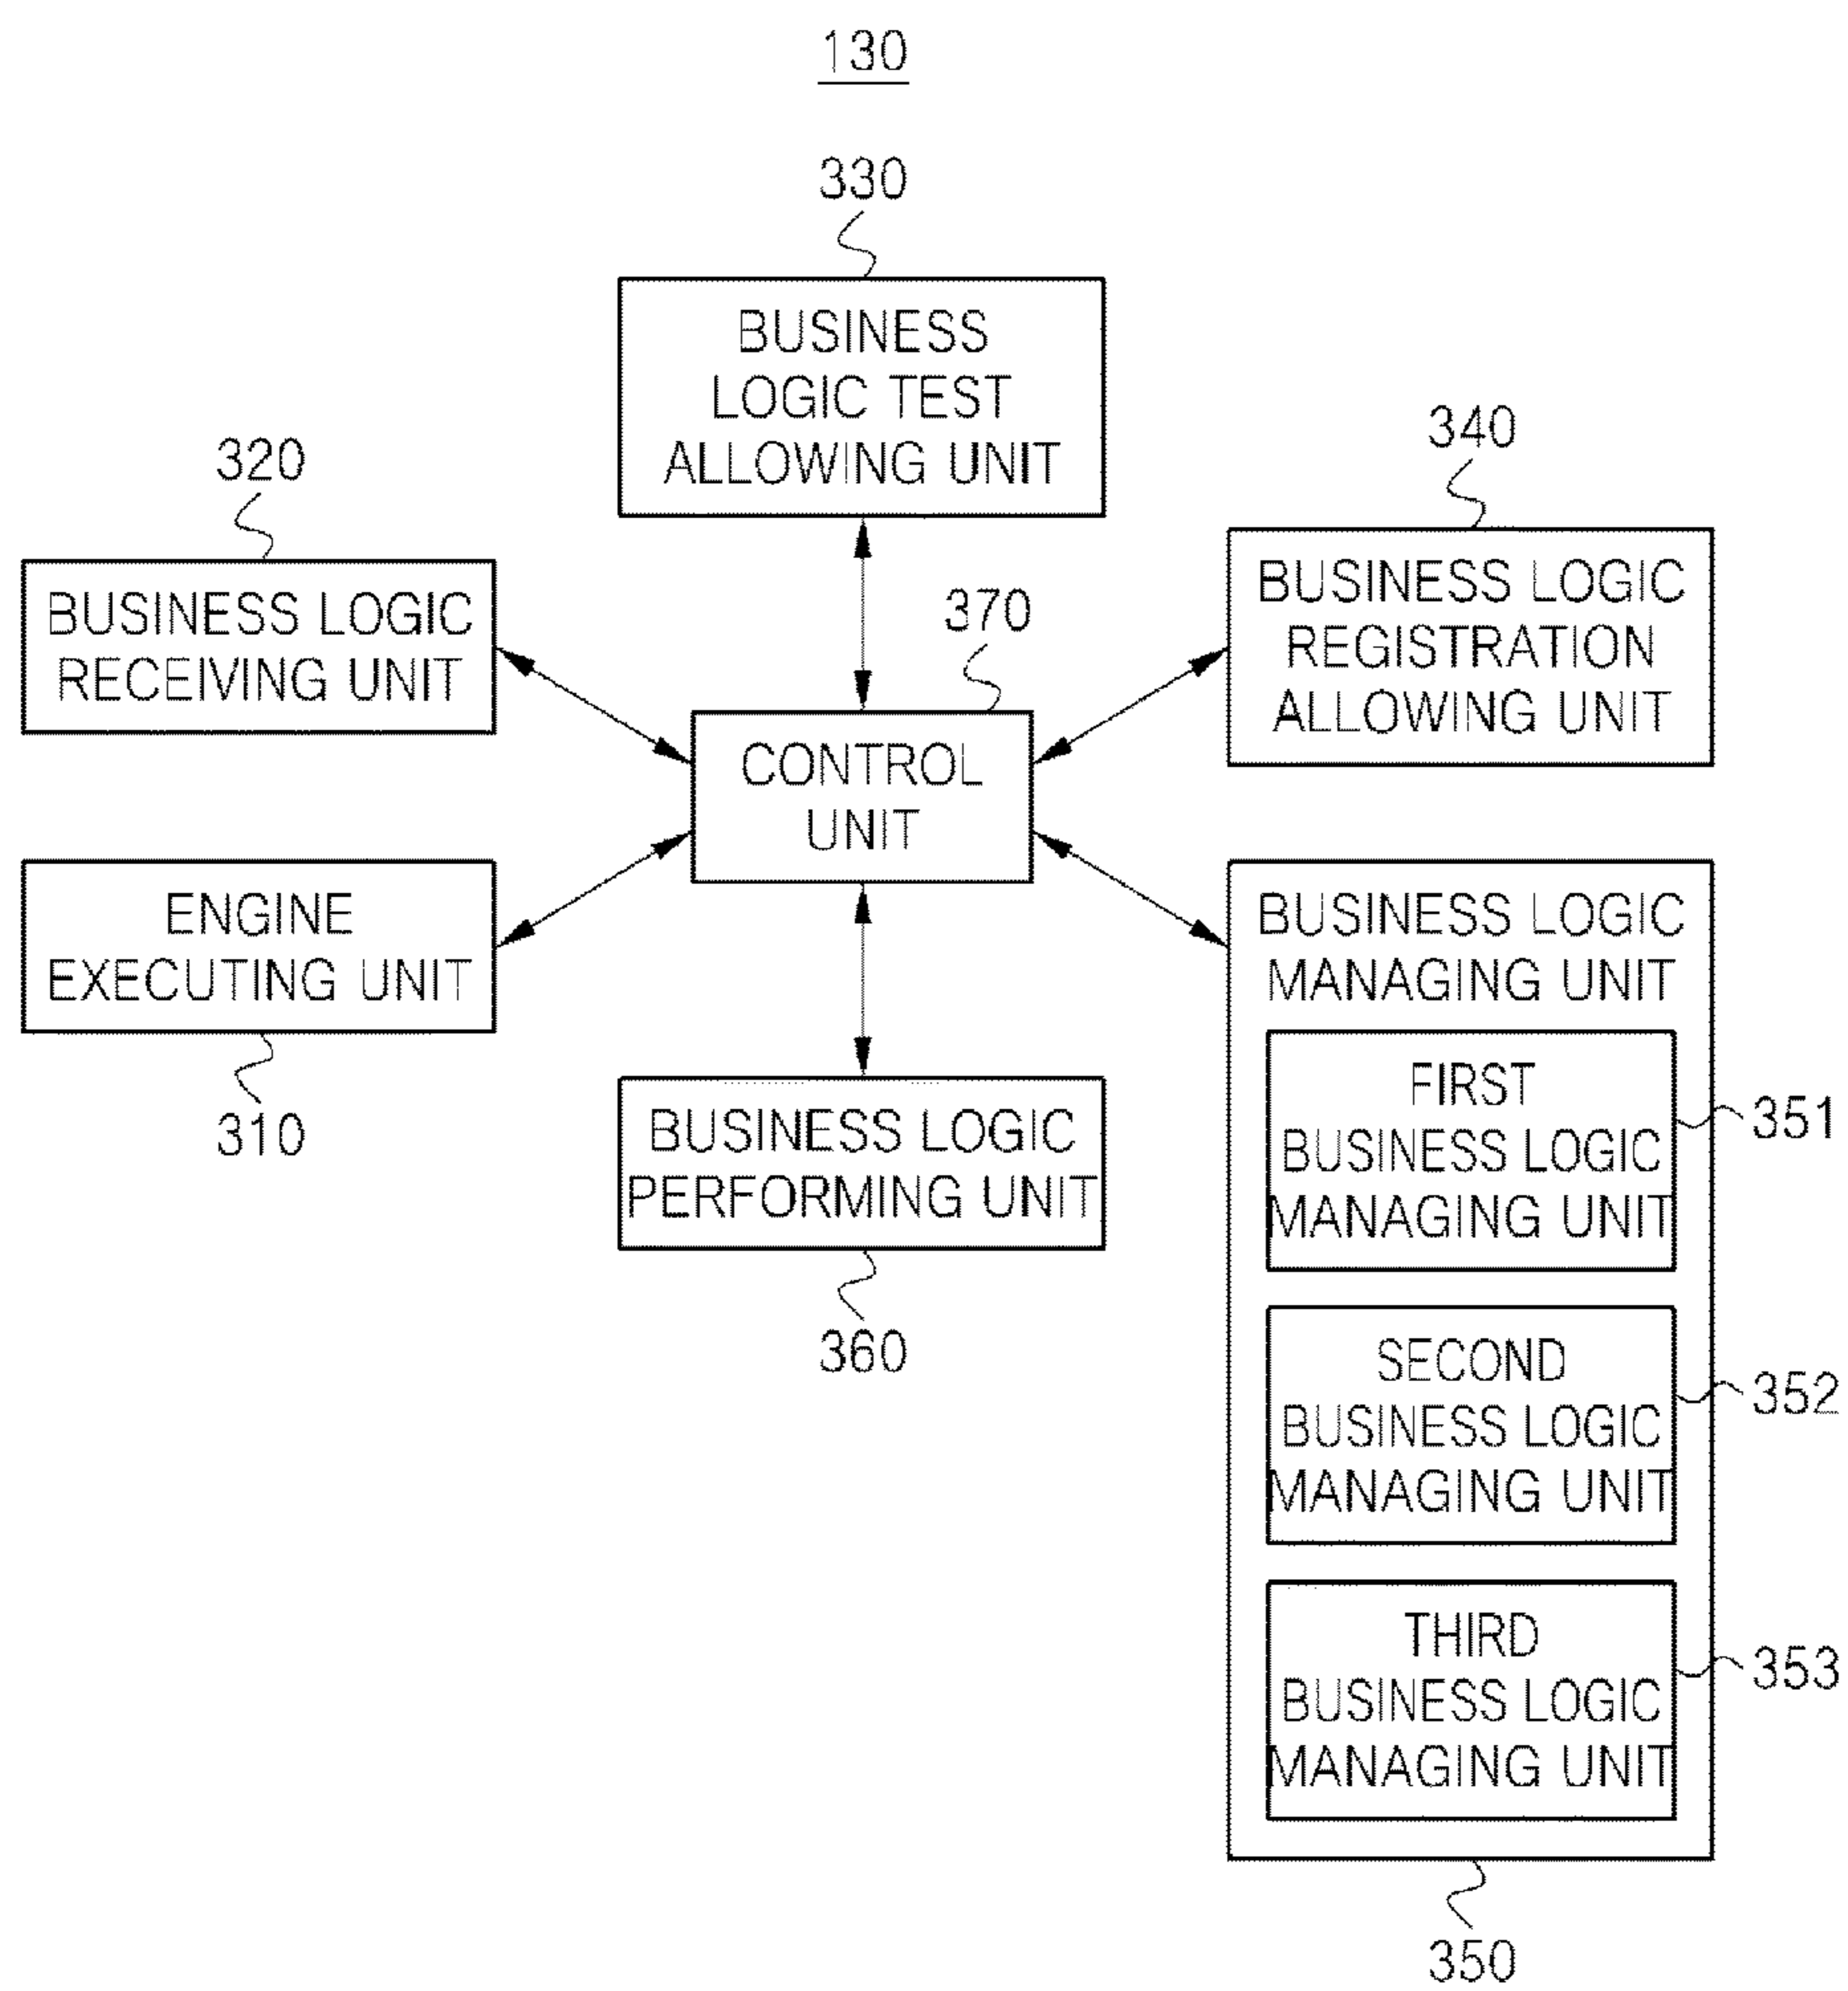 130
330
BUSINESS
LOGIC TEST
ALLOWING UNIT
320
BUSINESS LOGIC
RECEIVING UNIT
340
BUSINESS LOGIC
REGISTRATION
ALLOWING UNIT
370
CONTROL
UNIT
ENGINE
EXECUTING UNIT
310
BUSINESS LOGIC
PERFORMING UNIT
360
BUSINESS LOGIC
MANAGING UNIT
FIRST
BUSINESS LOGIC
MANAGING UNIT
351
SECOND
BUSINESS LOGIC
MANAGING UNIT
352
THIRD
BUSINESS LOGIC
MANAGING UNIT
353
350